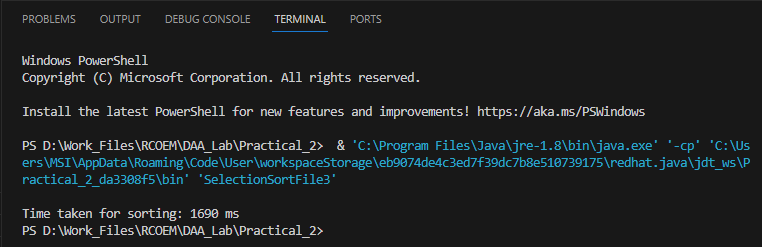 PROBLEMS OUTPUT DEBUG CONSOLE TERMINAL PORTS
Windows PowerShell
Copyright (C) Microsoft Corporation. All rights reserved.
Install the latest PowerShell for new features and improvements! https://aka.ms/PSWindows
PS D:\Work_Files\RCOEM\DAA_Lab\Practical_2>  & 'C:\Program Files\Java\jre-1.8\bin\java.exe' '-cp' 'C:\Us
ers\MSI\AppData\Roaming\Code\User\workspaceStorage\eb9074de4c3ed7f39dc7b8e510739175\redhat.java\jdt_ws\P
ractical_2_da3308f5\bin' 'SelectionSortFile3'
Time taken for sorting: 1690 ms
PS D:\Work_Files\RCOEM\DAA_Lab\Practical_2>